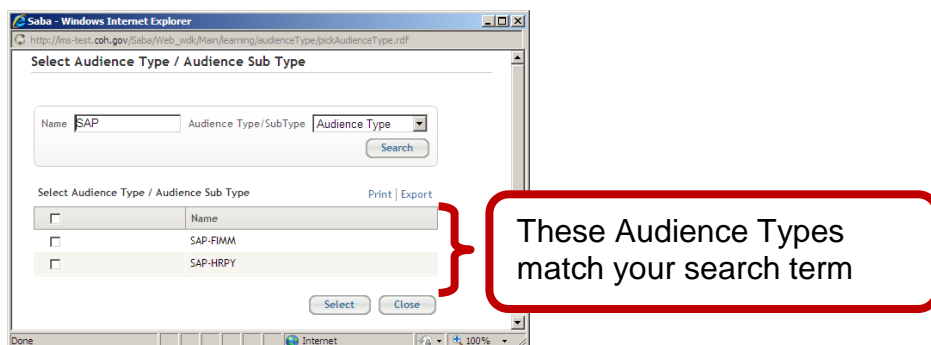 Saba - Windows Internet Explorer
http://lms-test.coh.gov/Saba/Web_wdk/Main/learning/audienceType/pickAudienceType.rdf
Select Audience Type / Audience Sub Type
Name SAP Audience Type/SubType Audience Type
Search
Select Audience Type / Audience Sub Type Print | Export
Name
SAP-FIMM
SAP-HRPY
These Audience Types
match your search term
Select Close
Done Internet 100%